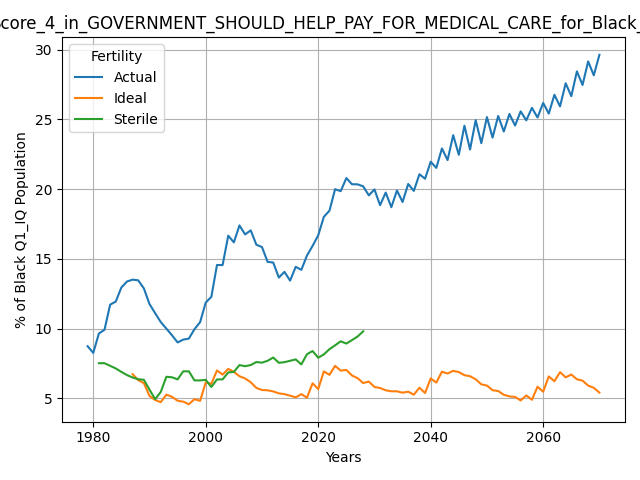 core_4_in_GOVERNMENT_SHOULD_HELP_PAY_FOR_MEDICAL_CARE_for_Black_
Fertility
Actual
Ideal
Sterile
% of Black Q1_IQ Population
30
25
20
15
10
5
1980
2000
2020
2040
2060
Years